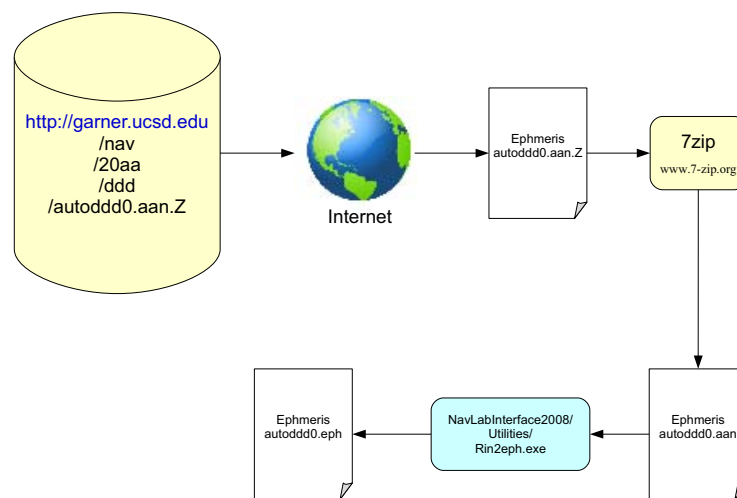 http://garner.ucsd.edu
/nav
/20aa
/ddd
/autoddd0.aan.Z
Internet
Ephmeris
autoddd0.aan.Z
7zip
www.7-zip.org
Ephmeris
autoddd0.eph
NavLabInterface2008/
Utilities/
Rin2eph.exe
Ephmeris
autoddd0.aan